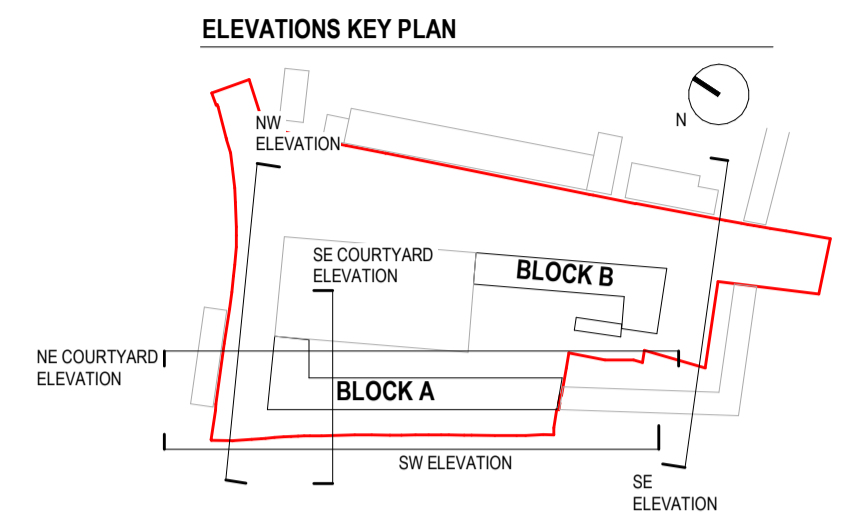 ELEVATIONS KEY PLAN
N
NW
ELEVATION
SE COURTYARD
ELEVATION
BLOCK B
NE COURTYARD
ELEVATION
BLOCK A
SW ELEVATION
SE
ELEVATION